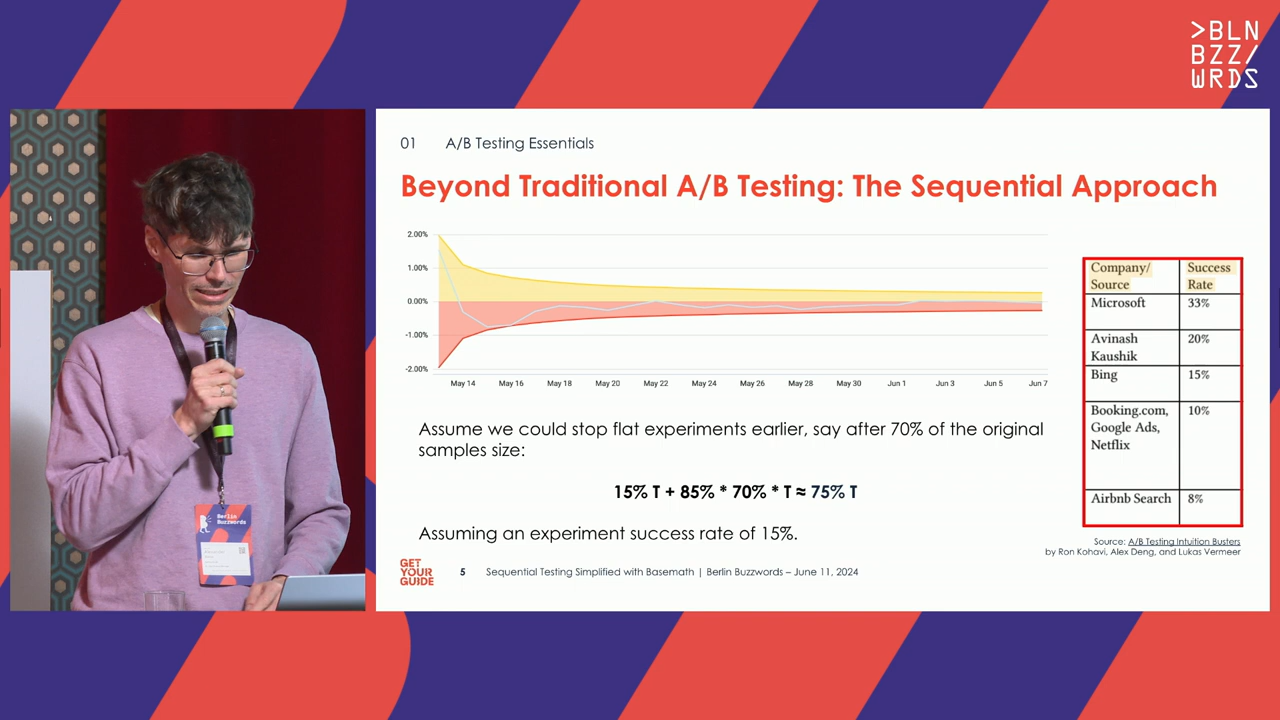 >BLN
BZZ/
WRDS
01 A/B Testing Essentials
Beyond Traditional A/B Testing: The Sequential Approach
2.00%
1.00%
0.00%
-1.00%
-2.00%
May 14 May 16 May 18 May 20 May 22 May 24 May 26 May 28 May 30 Jun 1 Jun 3 Jun 5 Jun 7
Company/ Success
Source Rate
Microsoft 33%
Avinash 20%
Kaushik
Bing 15%
Booking.com, 10%
Google Ads,
Netflix
Airbnb Search 8%
Source: A/B Testing Intuition Busters
by Ron Kohavi, Alex Deng, and Lukas Vermeer
Assume we could stop flat experiments earlier, say after 70% of the original
samples size:
15% T + 85% * 70% * T ≈ 75% T
Assuming an experiment success rate of 15%.
GET
YOUR
GUIDE
5 Sequential Testing Simplified with Basemath | Berlin Buzzwords – June 11, 2024
Berlin
Buzzwords